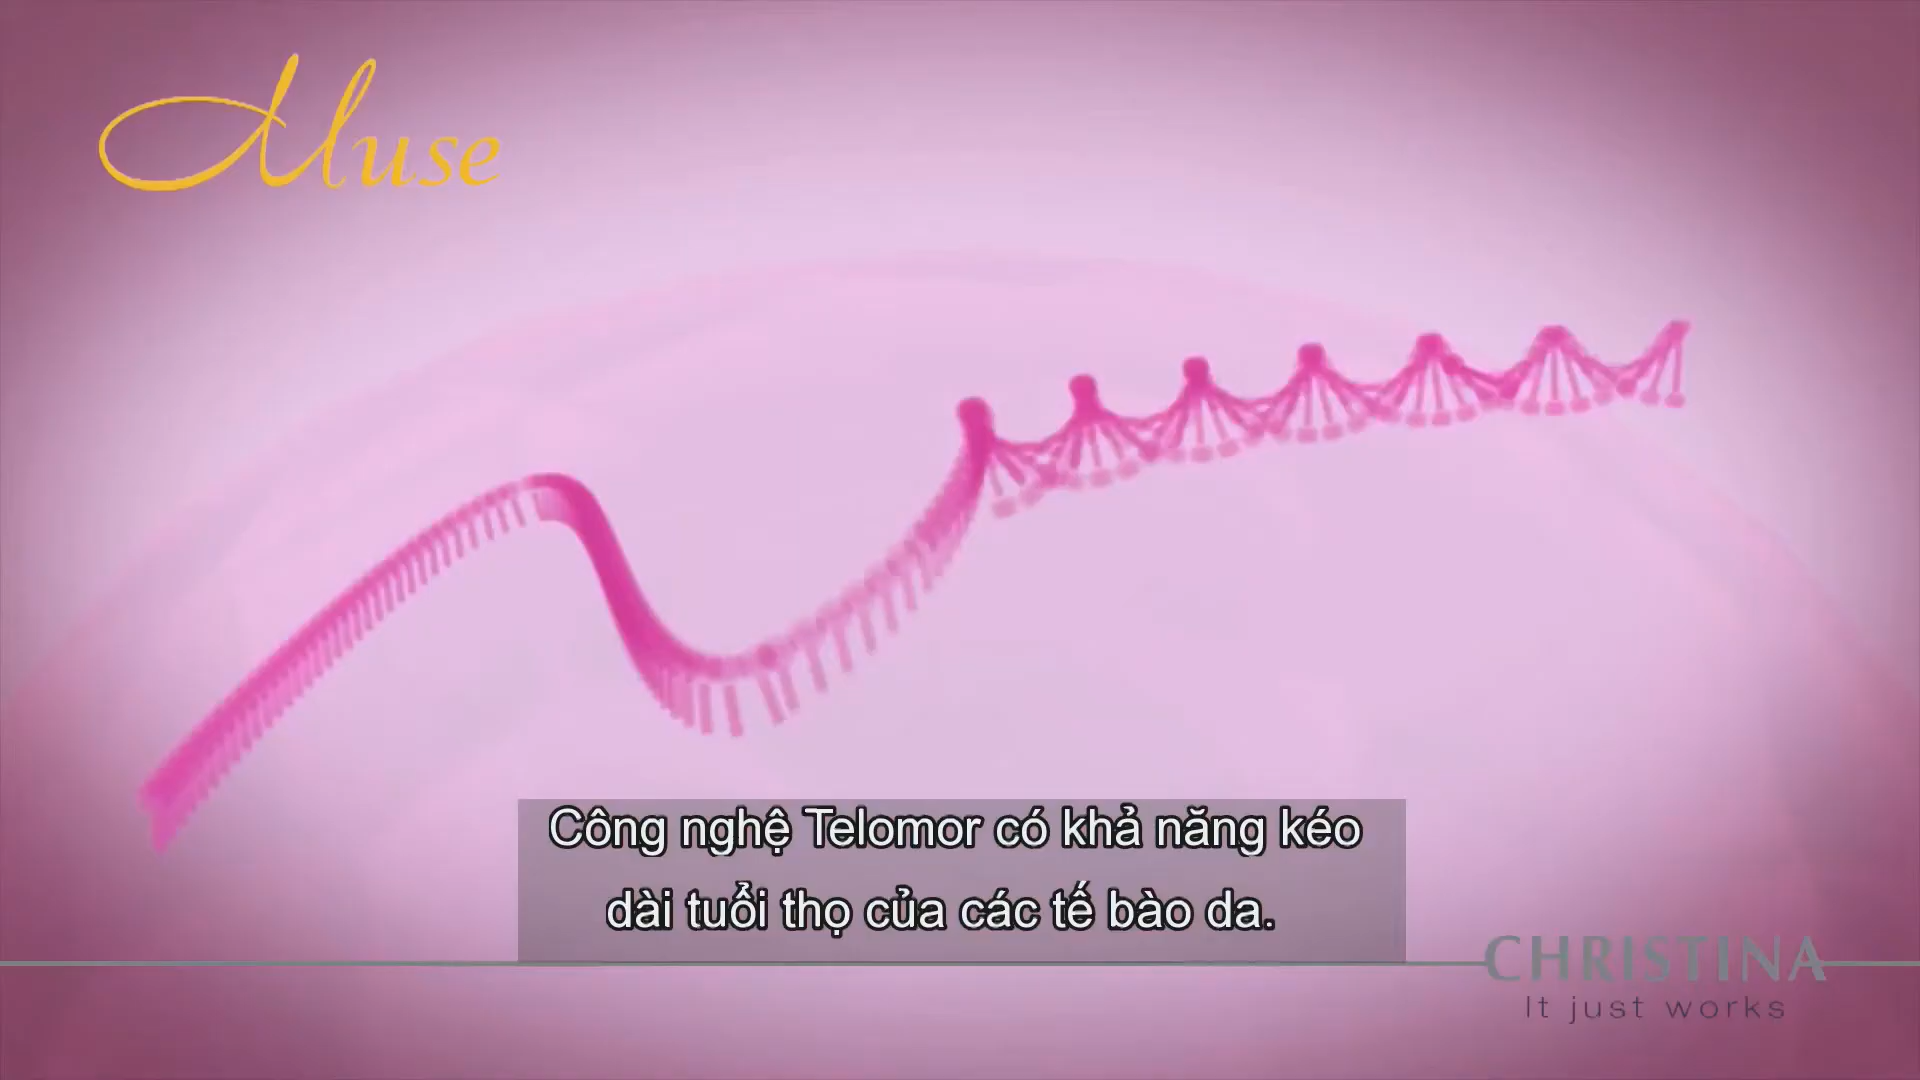 Muse
Công nghệ Telomor có khả năng kéo
dài tuổi thọ của các tế bào da.
CHRISTINA
It just works